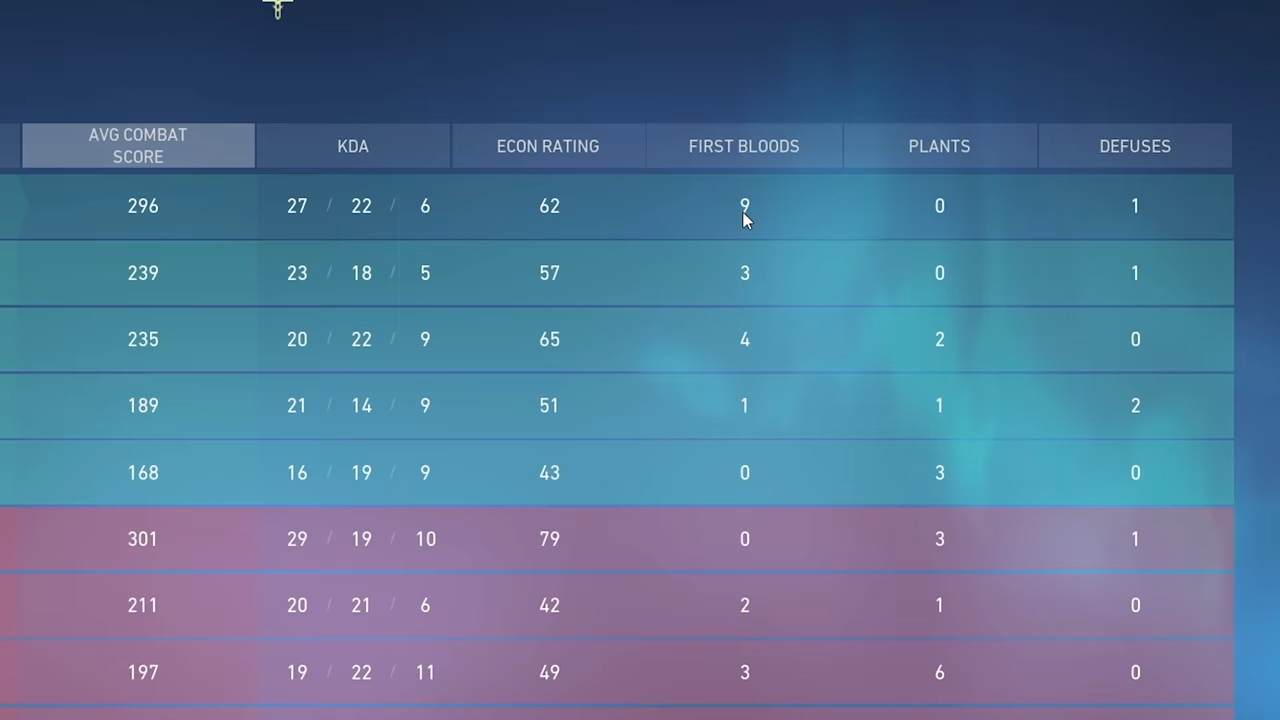 AVG COMBAT
SCORE KDA ECON RATING FIRST BLOODS PLANTS DEFUSES
296 27 / 22 / 6 62 9 0 1
239 23 / 18 / 5 57 3 0 1
235 20 / 22 / 9 65 4 2 0
189 21 / 14 / 9 51 1 1 2
168 16 / 19 / 9 43 0 3 0
301 29 / 19 / 10 79 0 3 1
211 20 / 21 / 6 42 2 1 0
197 19 / 22 / 11 49 3 6 0